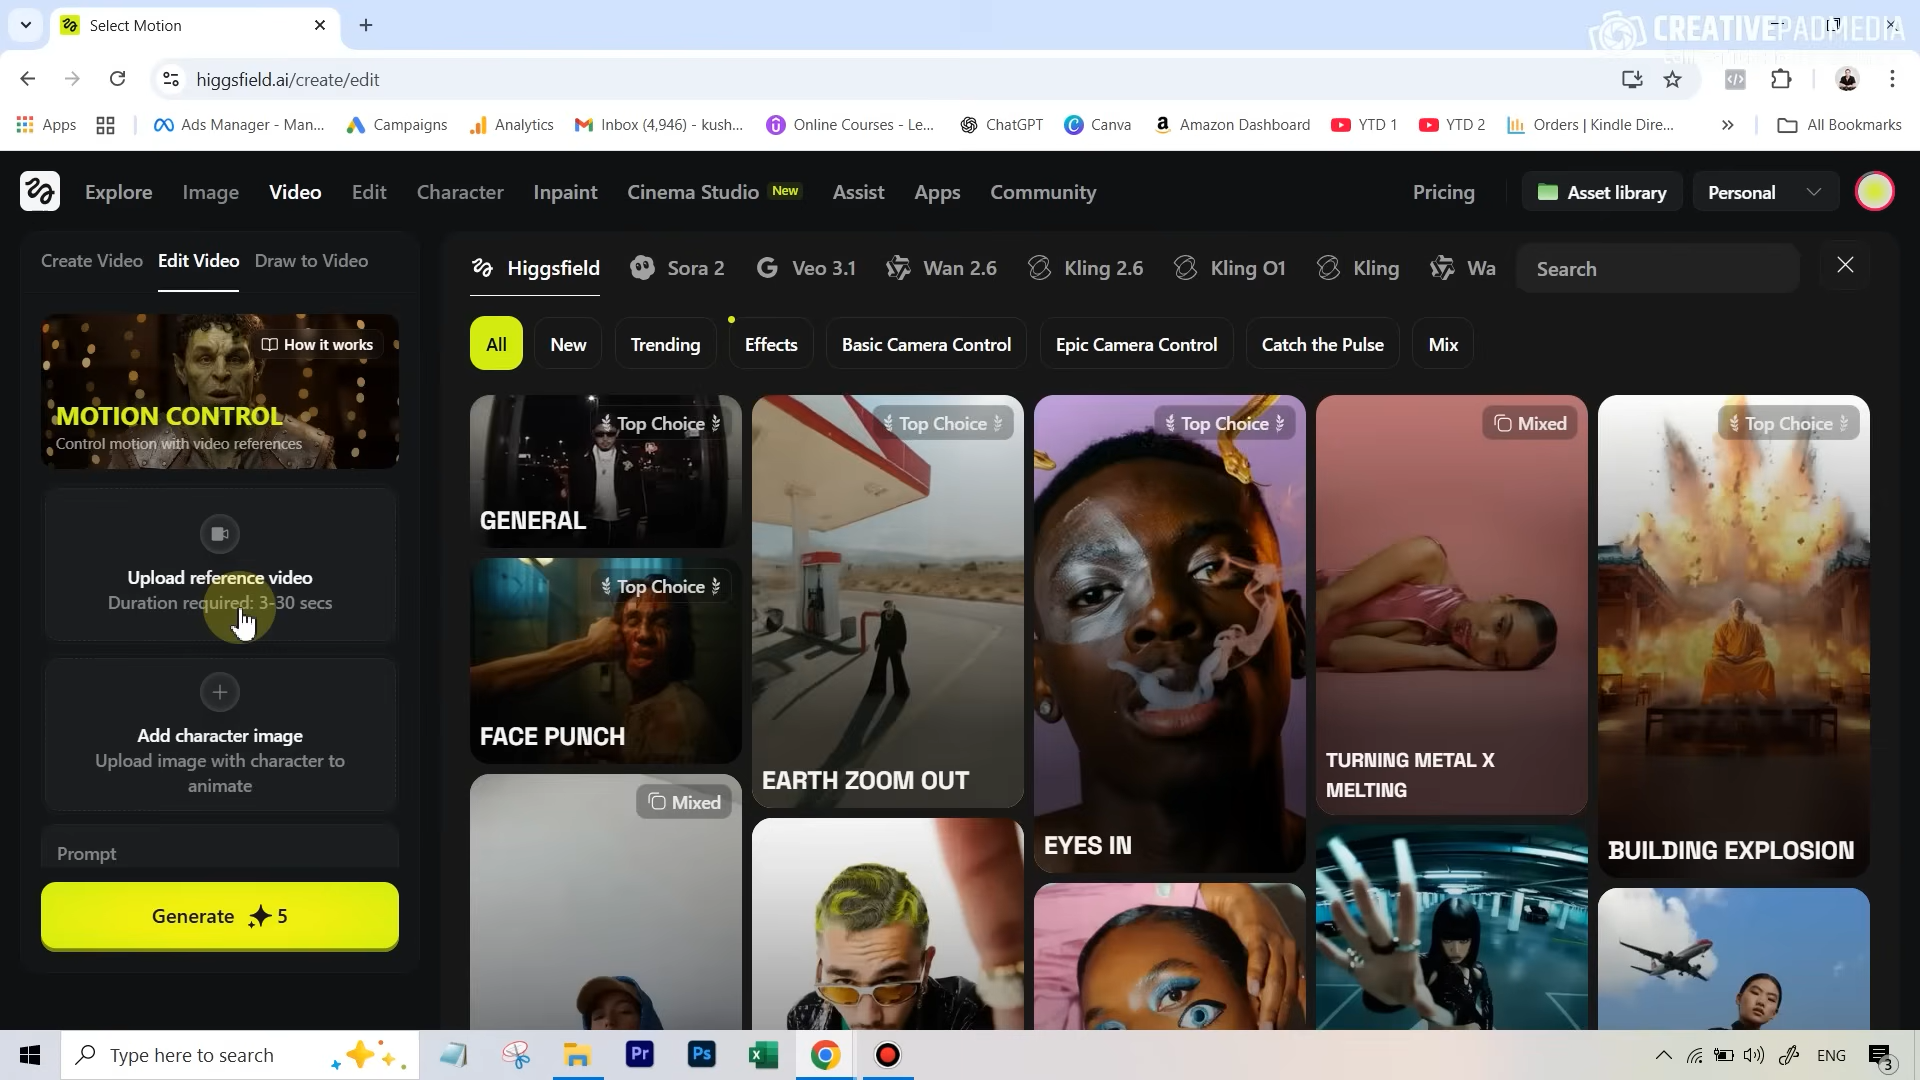 Select Motion
CREATIVEPADMEDIA
higgsfield.ai/create/edit
Apps
Ads Manager - Man...
Campaigns
Analytics
Inbox (4,946) - kush...
Online Courses - Le...
ChatGPT
Canva
Amazon Dashboard
YTD 1
YTD 2
Orders | Kindle Dire...
All Bookmarks
Explore
Image
Video
Edit
Character
Inpaint
Cinema Studio New
Assist
Apps
Community
Pricing
Asset library
Personal
Create Video
Edit Video
Draw to Video
How it works
MOTION CONTROL
Control motion with video references
Upload reference video
Duration required: 3-30 secs
Add character image
Upload image with character to
animate
Prompt
Generate 5
Higgsfield
Sora 2
Veo 3.1
Wan 2.6
Kling 2.6
Kling O1
Kling
Wa
Search
All
New
Trending
Effects
Basic Camera Control
Epic Camera Control
Catch the Pulse
Mix
Top Choice
GENERAL
Top Choice
FACE PUNCH
Mixed
Top Choice
EARTH ZOOM OUT
Top Choice
EYES IN
Mixed
TURNING METAL X
MELTING
Top Choice
BUILDING EXPLOSION
Type here to search
Pr
Ps
ENG
3